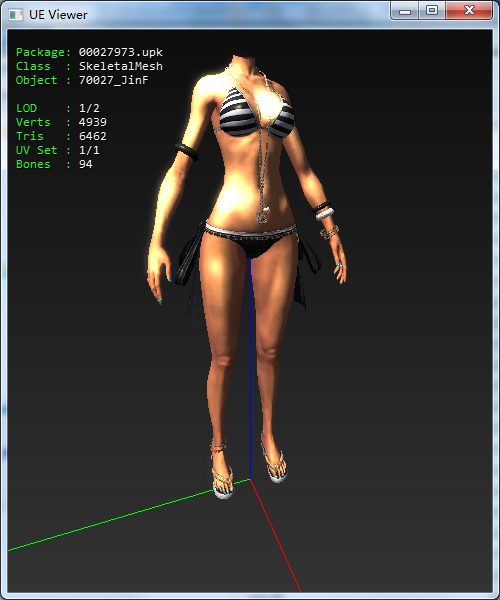 UE Viewer
Package: 00027973.upk
Class : SkeletalMesh
Object : 70027_JinF
LOD : 1/2
Verts : 4939
Tris : 6462
UV Set : 1/1
Bones : 94